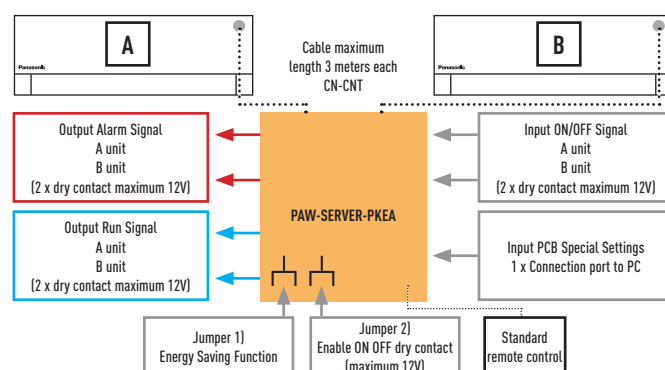 A
Panasonic
Cable maximum
length 3 meters each
CN-CNT
B
Panasonic
Output Alarm Signal
A unit
B unit
(2 x dry contact maximum 12V)
Output Run Signal
A unit
B unit
(2 x dry contact maximum 12V)
PAW-SERVER-PKEA
Input ON/OFF Signal
A unit
B unit
(2 x dry contact maximum 12V)
Input PCB Special Settings
1 x Connection port to PC
Jumper 1)
Energy Saving Function
Jumper 2)
Enable ON OFF dry contact
(maximum 12V)
Standard
remote control